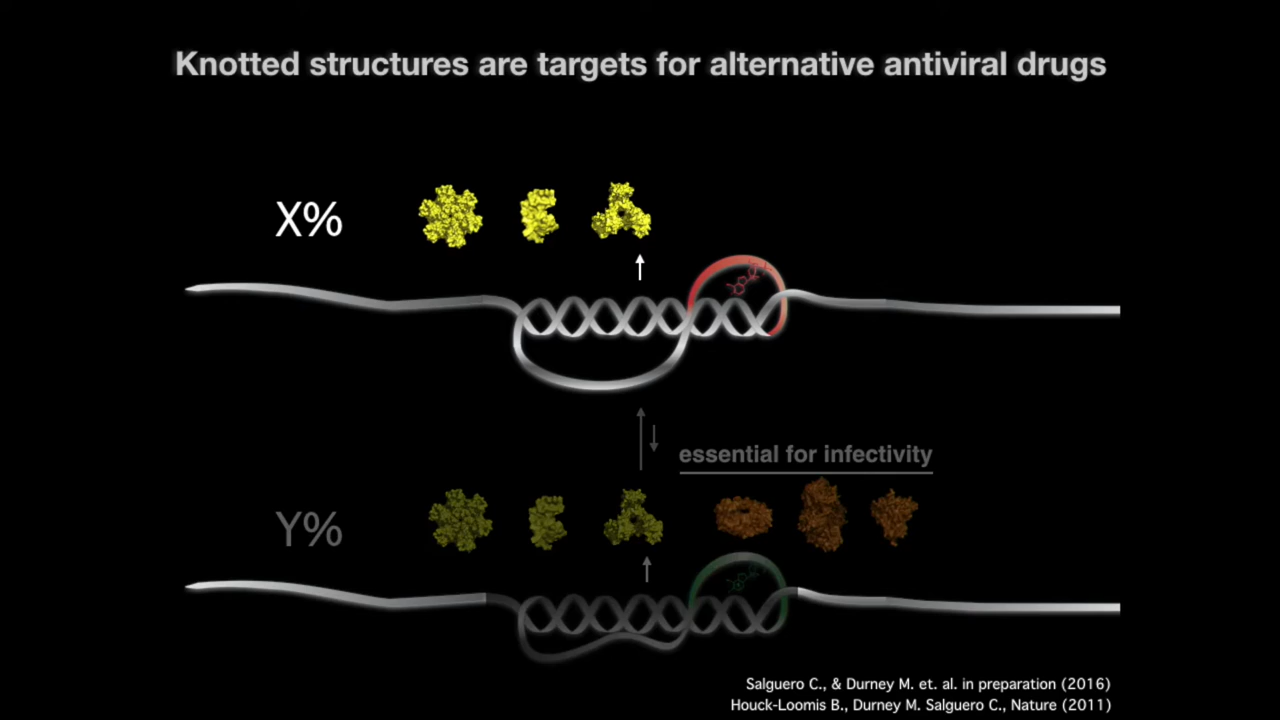 Knotted structures are targets for alternative antiviral drugs
X%
essential for infectivity
Y%
Salguero C., & Durney M. et. al. in preparation (2016)
Houck-Loomis B., Durney M. Salguero C., Nature (2011)